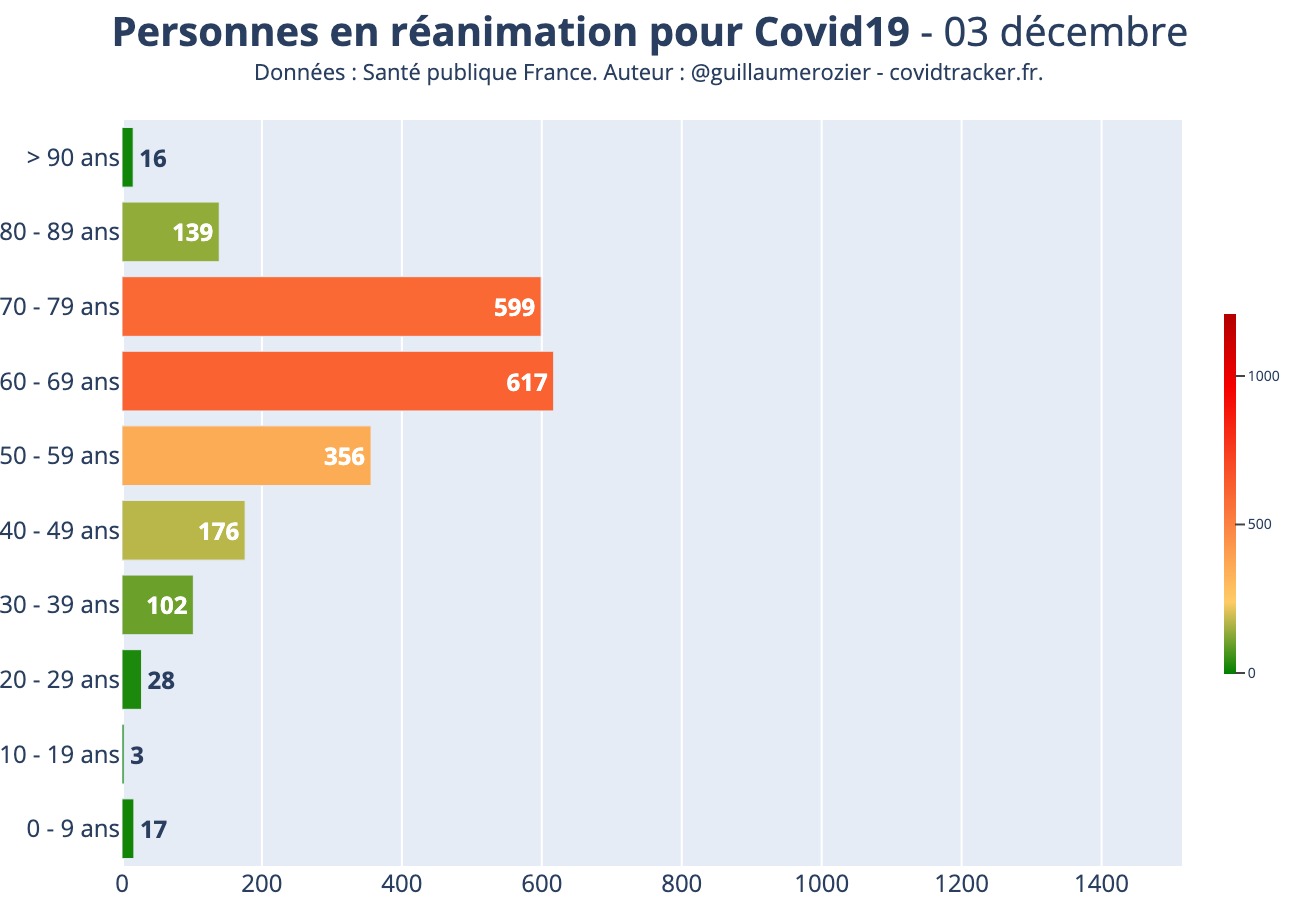 Personnes en réanimation pour Covid19 - 03 décembre
Données : Santé publique France. Auteur : @guillaumerozier - covidtracker.fr.
> 90 ans 16
80 - 89 ans 139
70 - 79 ans 599
60 - 69 ans 617
50 - 59 ans 356
40 - 49 ans 176
30 - 39 ans 102
20 - 29 ans 28
10 - 19 ans 3
0 - 9 ans 17
0 200 400 600 800 1000 1200 1400
1000
500
0